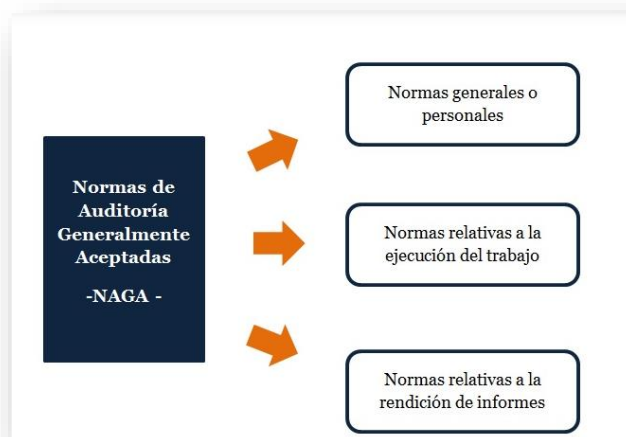 Normas de
Auditoría
Generalmente
Aceptadas
-NAGA -
Normas generales o
personales
Normas relativas a la
ejecución del trabajo
Normas relativas a la
rendición de informes